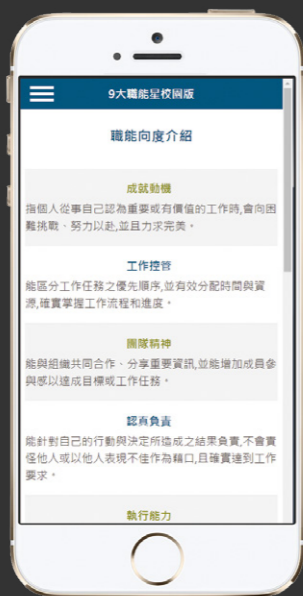 9大職能星校園版
職能向度介紹
成就動機
指個人從事自己認為重要或有價值的工作時,會向困
難挑戰、努力以赴,並且力求完美。
工作控管
能區分工作任務之優先順序,並有效分配時間與資
源,確實掌握工作流程和進度。
團隊精神
能與組織共同合作、分享重要資訊,並能增加成員參
與感以達成目標或工作任務。
認真負責
能針對自己的行動與決定所造成之結果負責,不會責
怪他人或以他人表現不佳作為藉口,且確實達到工作
要求。
執行能力